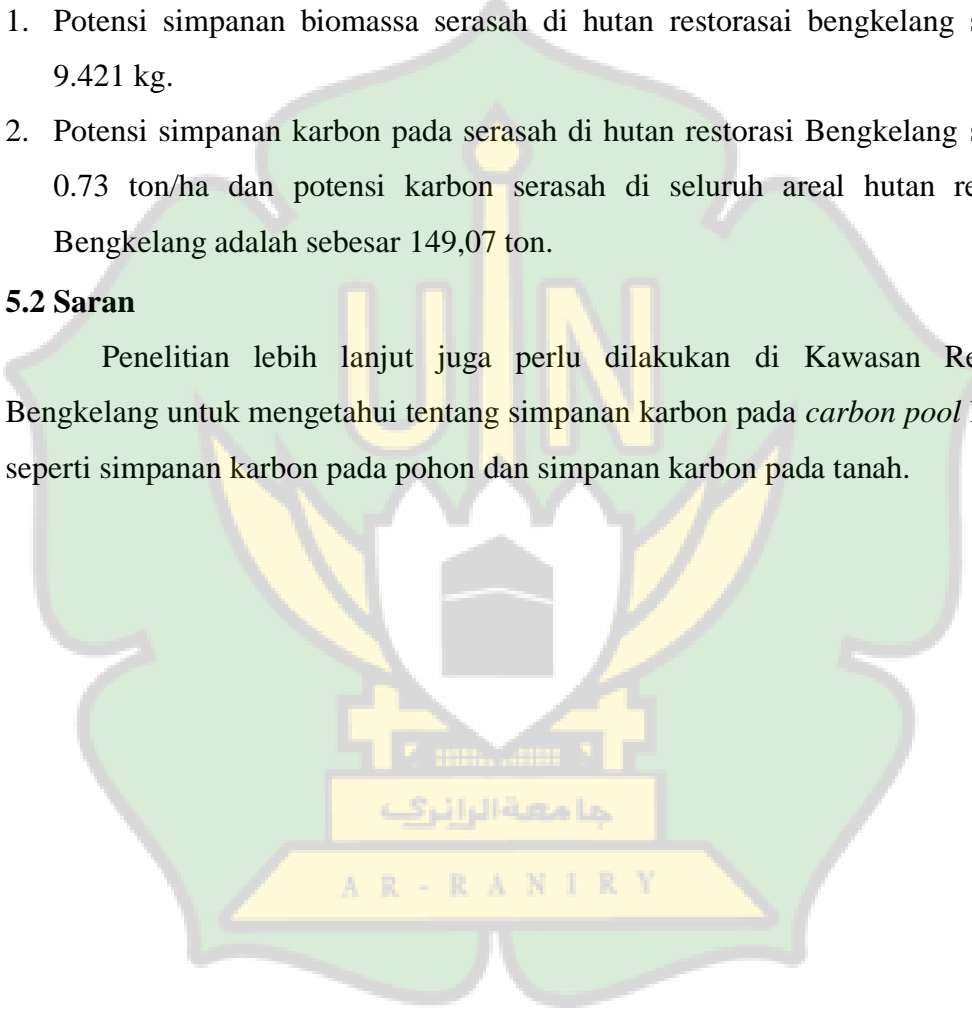 1. Potensi simpanan biomassa serasah di hutan restorasai bengkelang
9.421 kg.
2. Potensi simpanan karbon pada serasah di hutan restorasi Bengkelang
0.73 ton/ha dan potensi karbon serasah di seluruh areal hutan
Bengkelang adalah sebesar 149,07 ton.
5.2 Saran
Penelitian lebih lanjut juga perlu dilakukan di Kawasan
Bengkelang untuk mengetahui tentang simpanan karbon pada carbon pool
seperti simpanan karbon pada pohon dan simpanan karbon pada tanah.
UIN
جامعة الرانري
AR-RANIRY